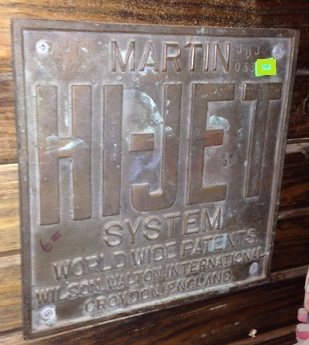 MARTIN
HI-JET
SYSTEM
WORLD WIDE PATENTS
WILSON, WALTON, INTERNATIONAL
CROYDON, ENGLAND